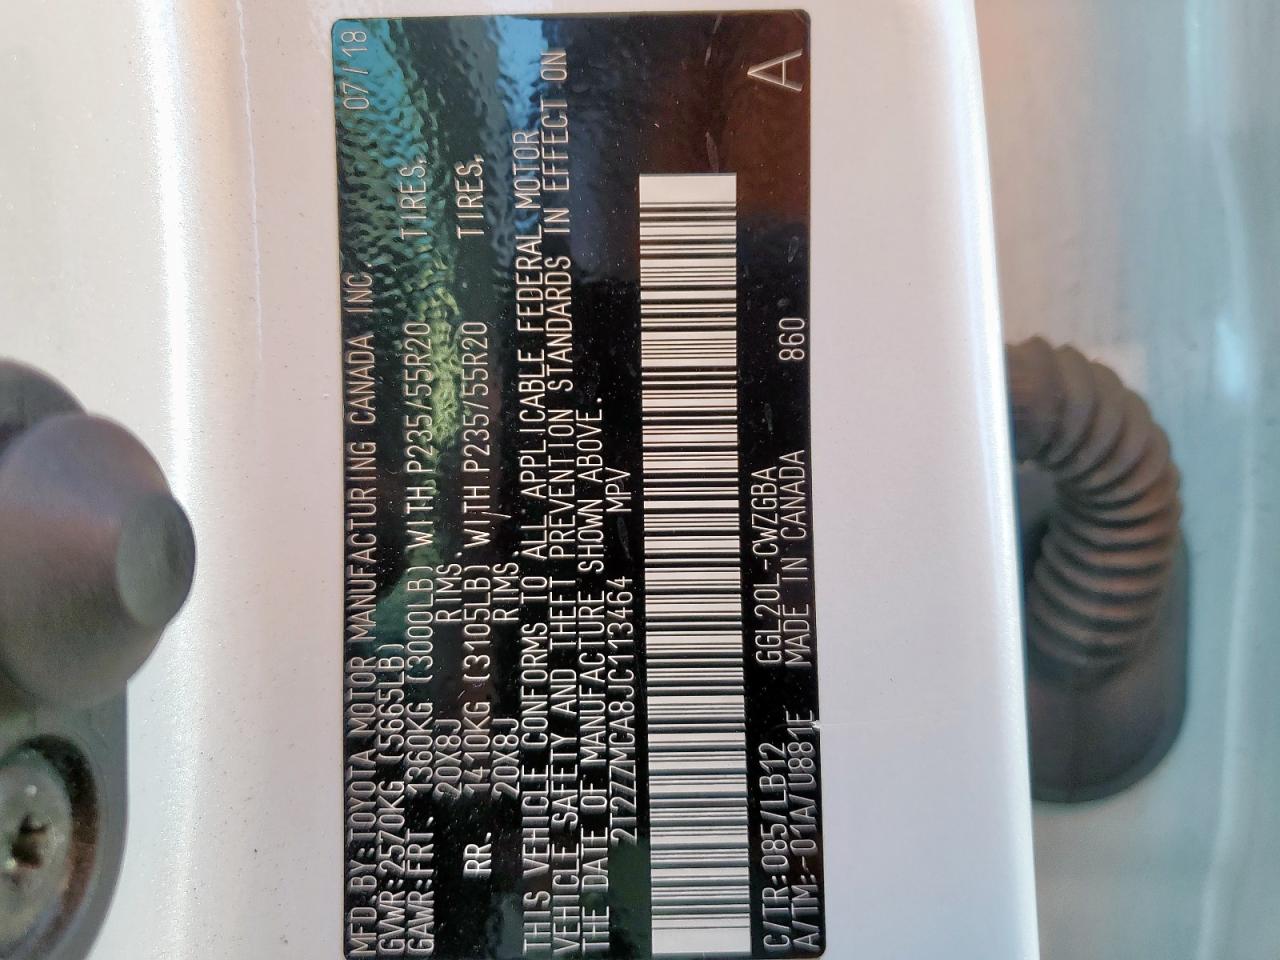 MFD. BY:TOYOTA MOTOR MANUFACTURING CANADA INC. 07/18
GVWR:2570KG(5665LB)
GAWR:FRT. 1360KG (3000LB) WITH P235/55R20 TIRES,
20X8J RIMS.
RR. 1410KG (3105LB) WITH P235/55R20 TIRES,
20X8J RIMS.
THIS VEHICLE CONFORMS TO ALL APPLICABLE FEDERAL MOTOR
VEHICLE SAFETY AND THEFT PREVENTION STANDARDS IN EFFECT ON
THE DATE OF MANUFACTURE SHOWN ABOVE.
2T2ZZMCA8JC113464 MPV
A
C/TR:085/LB12 GGL20L-CWZGBA
A/TM:-01A/U881E MADE IN CANADA 860